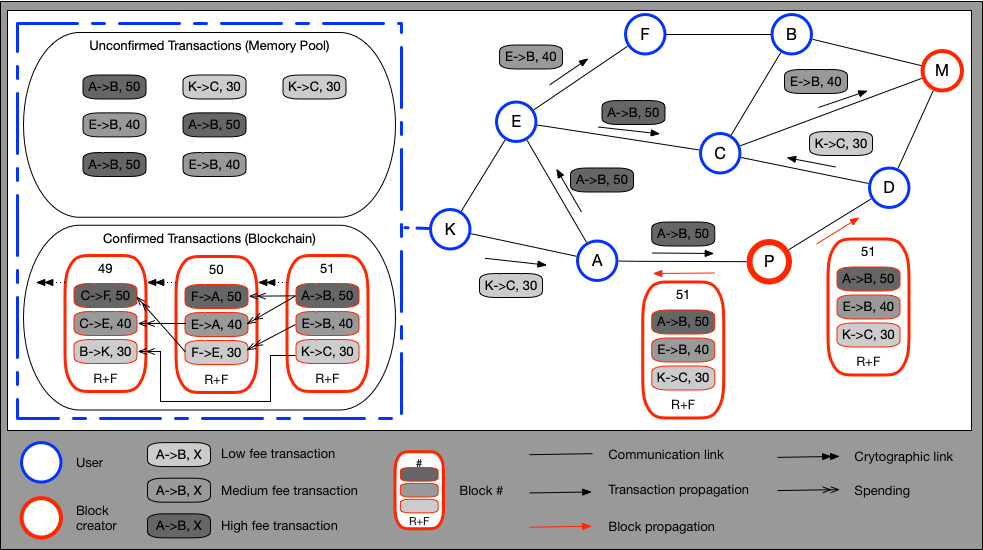 Unconfirmed Transactions (Memory Pool)
A->B, 50
K->C, 30
K->C, 30
E->B, 40
A->B, 50
A->B, 50
E->B, 40
Confirmed Transactions (Blockchain)
49
C->F, 50
C->E, 40
B->K, 30
R+F
50
F->A, 50
E->A, 40
F->E, 30
R+F
51
A->B, 50
E->B, 40
K->C, 30
R+F
F
B
M
E
C
D
K
A
P
E->B, 40
A->B, 50
E->B, 40
K->C, 30
A->B, 50
A->B, 50
K->C, 30
51
A->B, 50
E->B, 40
K->C, 30
R+F
51
A->B, 50
E->B, 40
K->C, 30
R+F
User
Block
creator
A->B, X
Low fee transaction
A->B, X
Medium fee transaction
A->B, X
High fee transaction
#
R+F
Block #
Communication link
Transaction propagation
Block propagation
Crytographic link
Spending